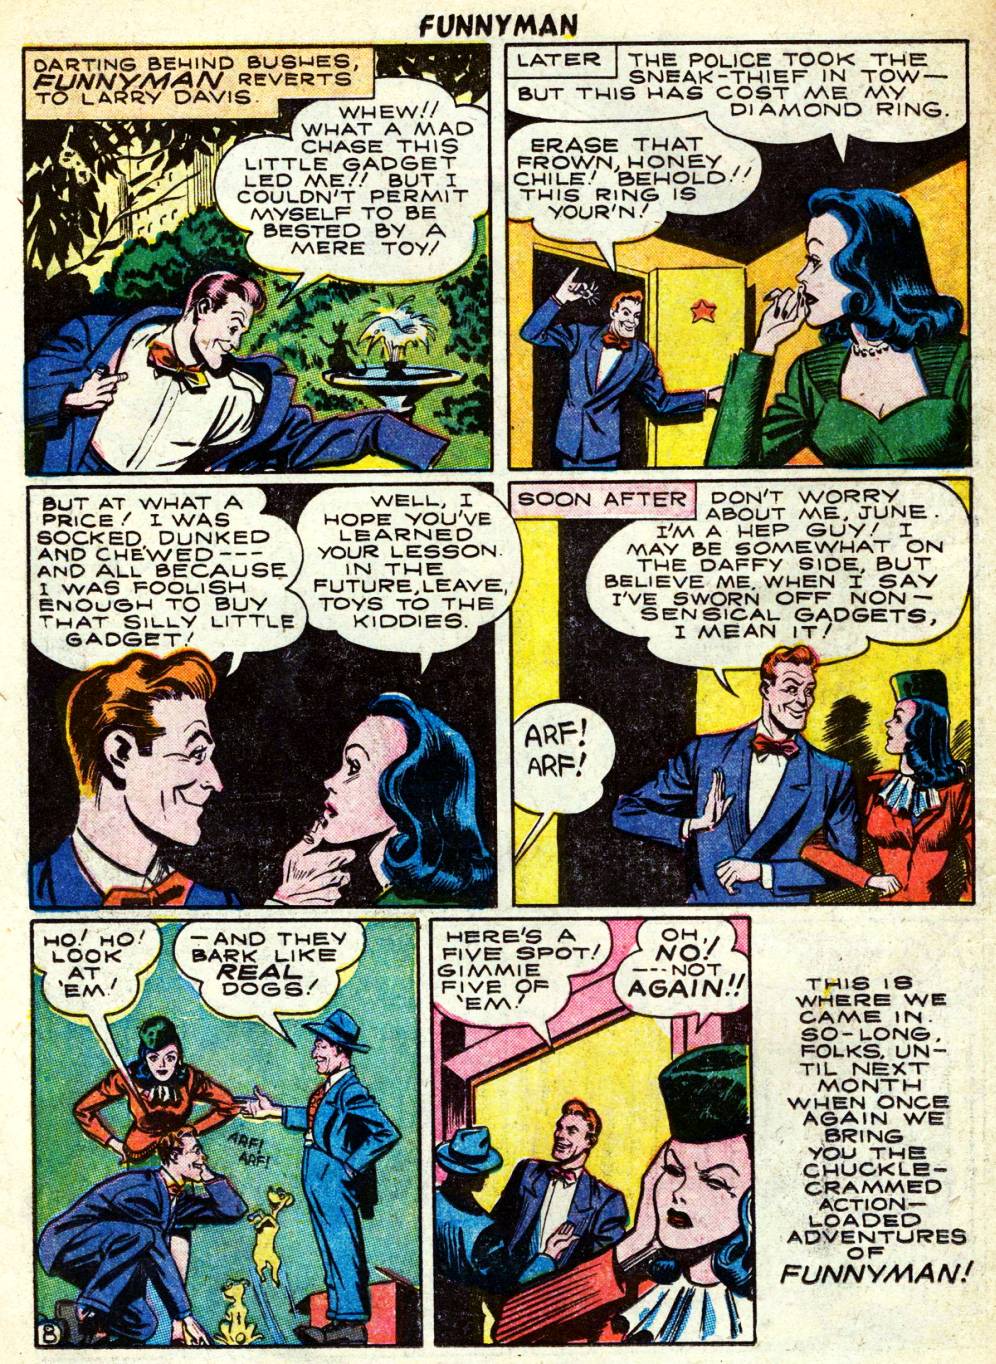 FUNNYMAN
DARTING BEHIND BUSHES,
FUNNYMAN REVERTS
TO LARRY DAVIS.
WHEW!!
WHAT A MAD
CHASE THIS
LITTLE GADGET
LED ME!! BUT I
COULDN'T PERMIT
MYSELF TO BE
BESTED BY A
MERE TOY!
LATER
THE POLICE TOOK THE
SNEAK-THIEF IN TOW—
BUT THIS HAS COST ME MY
DIAMOND RING.
ERASE THAT
FROWN, HONEY
CHILE! BEHOLD!!
THIS RING IS
YOUR'N!
BUT AT WHAT A
PRICE! I WAS
SOCKED, DUNKED
AND CHEWED----
AND ALL BECAUSE
I WAS FOOLISH
ENOUGH TO BUY
THAT SILLY LITTLE
GADGET!
WELL, I
HOPE YOU'VE
LEARNED
YOUR LESSON.
IN THE
FUTURE, LEAVE,
TOYS TO THE
KIDDIES.
SOON AFTER
DON'T WORRY
ABOUT ME, JUNE.
I'M A HEP GUY! I
MAY BE SOMEWHAT ON
THE DAFFY SIDE, BUT
BELIEVE ME, WHEN I SAY
I'VE SWORN OFF NON-
SENSICAL GADGETS,
I MEAN IT!
ARF!
ARF!
HO! HO!
LOOK
AT
'EM!
—AND THEY
BARK LIKE
REAL
DOGS!
ARF!
ARF!
8
HERE'S A
FIVE SPOT!
GIMMIE
FIVE OF
'EM!
OH,
NO!
---NOT
AGAIN!!
THIS IS
WHERE WE
CAME IN.
SO-LONG,
FOLKS, UN-
TIL NEXT
MONTH
WHEN ONCE
AGAIN WE
BRING
YOU THE
CHUCKLE-
CRAMMED
ACTION-
LOADED
ADVENTURES
OF
FUNNYMAN!